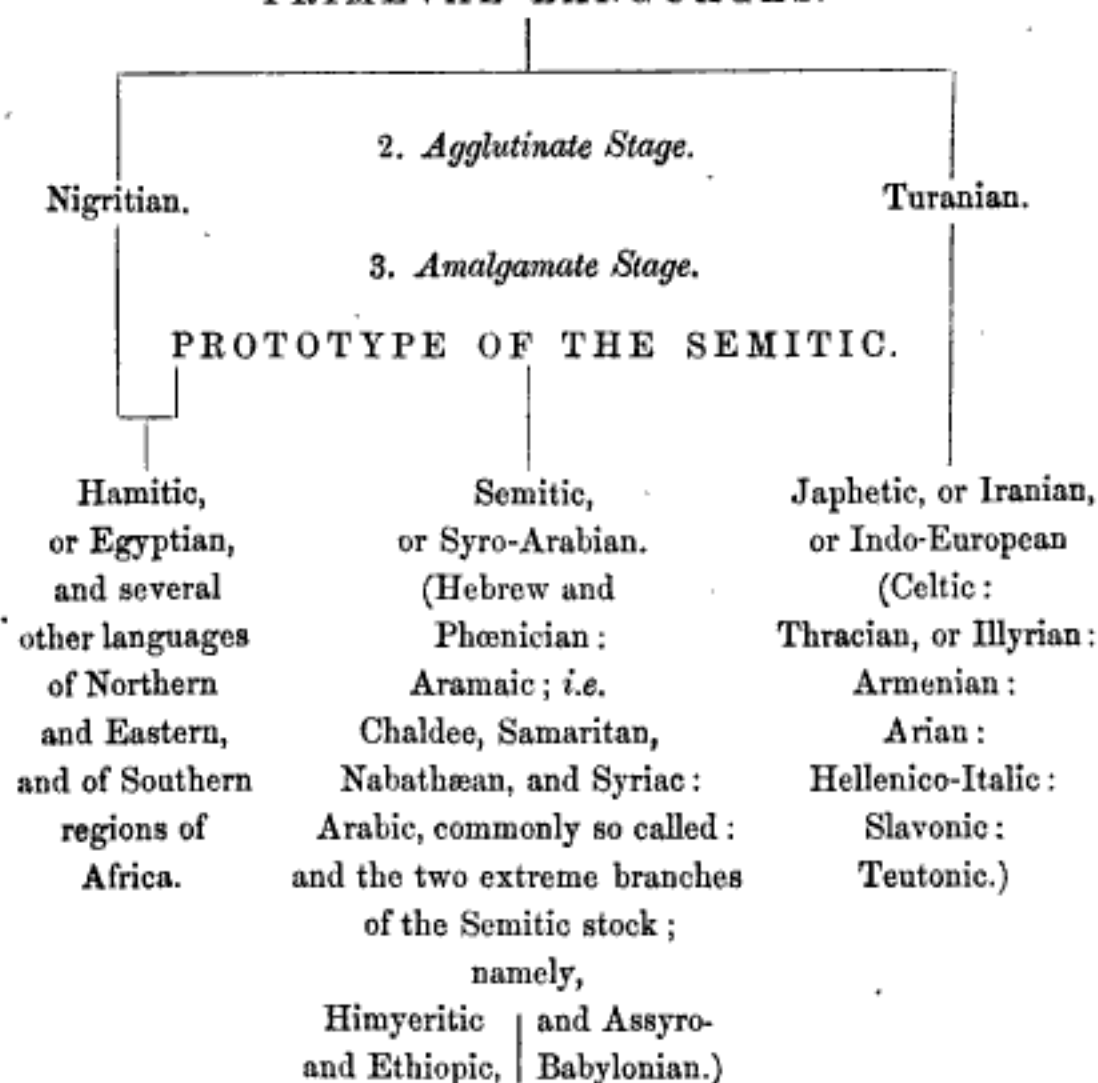 PRIMEVAL LANGUAGES.
2. Agglutinate Stage.
Nigritian.
Turanian.
3. Amalgamate Stage.
PROTOTYPE OF THE SEMITIC.
Hamitic,
or Egyptian,
and several
other languages
of Northern
and Eastern,
and of Southern
regions of
Africa.
Semitic,
or Syro-Arabian.
(Hebrew and
Phœnician:
Aramaic; i.e.
Chaldee, Samaritan,
Nabathæan, and Syriac:
Arabic, commonly so called:
and the two extreme branches
of the Semitic stock;
namely,
Himyeritic
and Ethiopic,
and Assyro-
Babylonian.)
Japhetic, or Iranian,
or Indo-European
(Celtic:
Thracian, or Illyrian:
Armenian:
Arian:
Hellenico-Italic:
Slavonic:
Teutonic.)